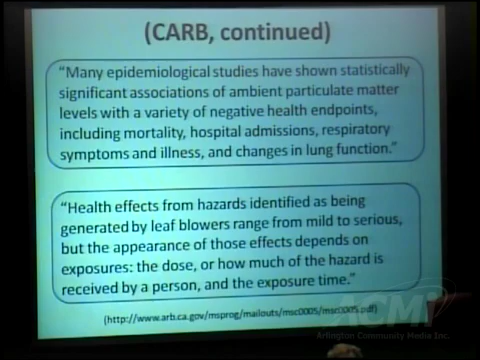 (CARB, continued)
“Many epidemiological studies have shown statistically
significant associations of ambient particulate matter
levels with a variety of negative health endpoints,
including mortality, hospital admissions, respiratory
symptoms and illness, and changes in lung function.”
“Health effects from hazards identified as being
generated by leaf blowers range from mild to serious,
but the appearance of those effects depends on
exposures: the dose, or how much of the hazard is
received by a person, and the exposure time.”
(http://www.arb.ca.gov/msprog/mailouts/msc0005/msc0005.pdf)
ACMi
Arlington Community Media Inc.